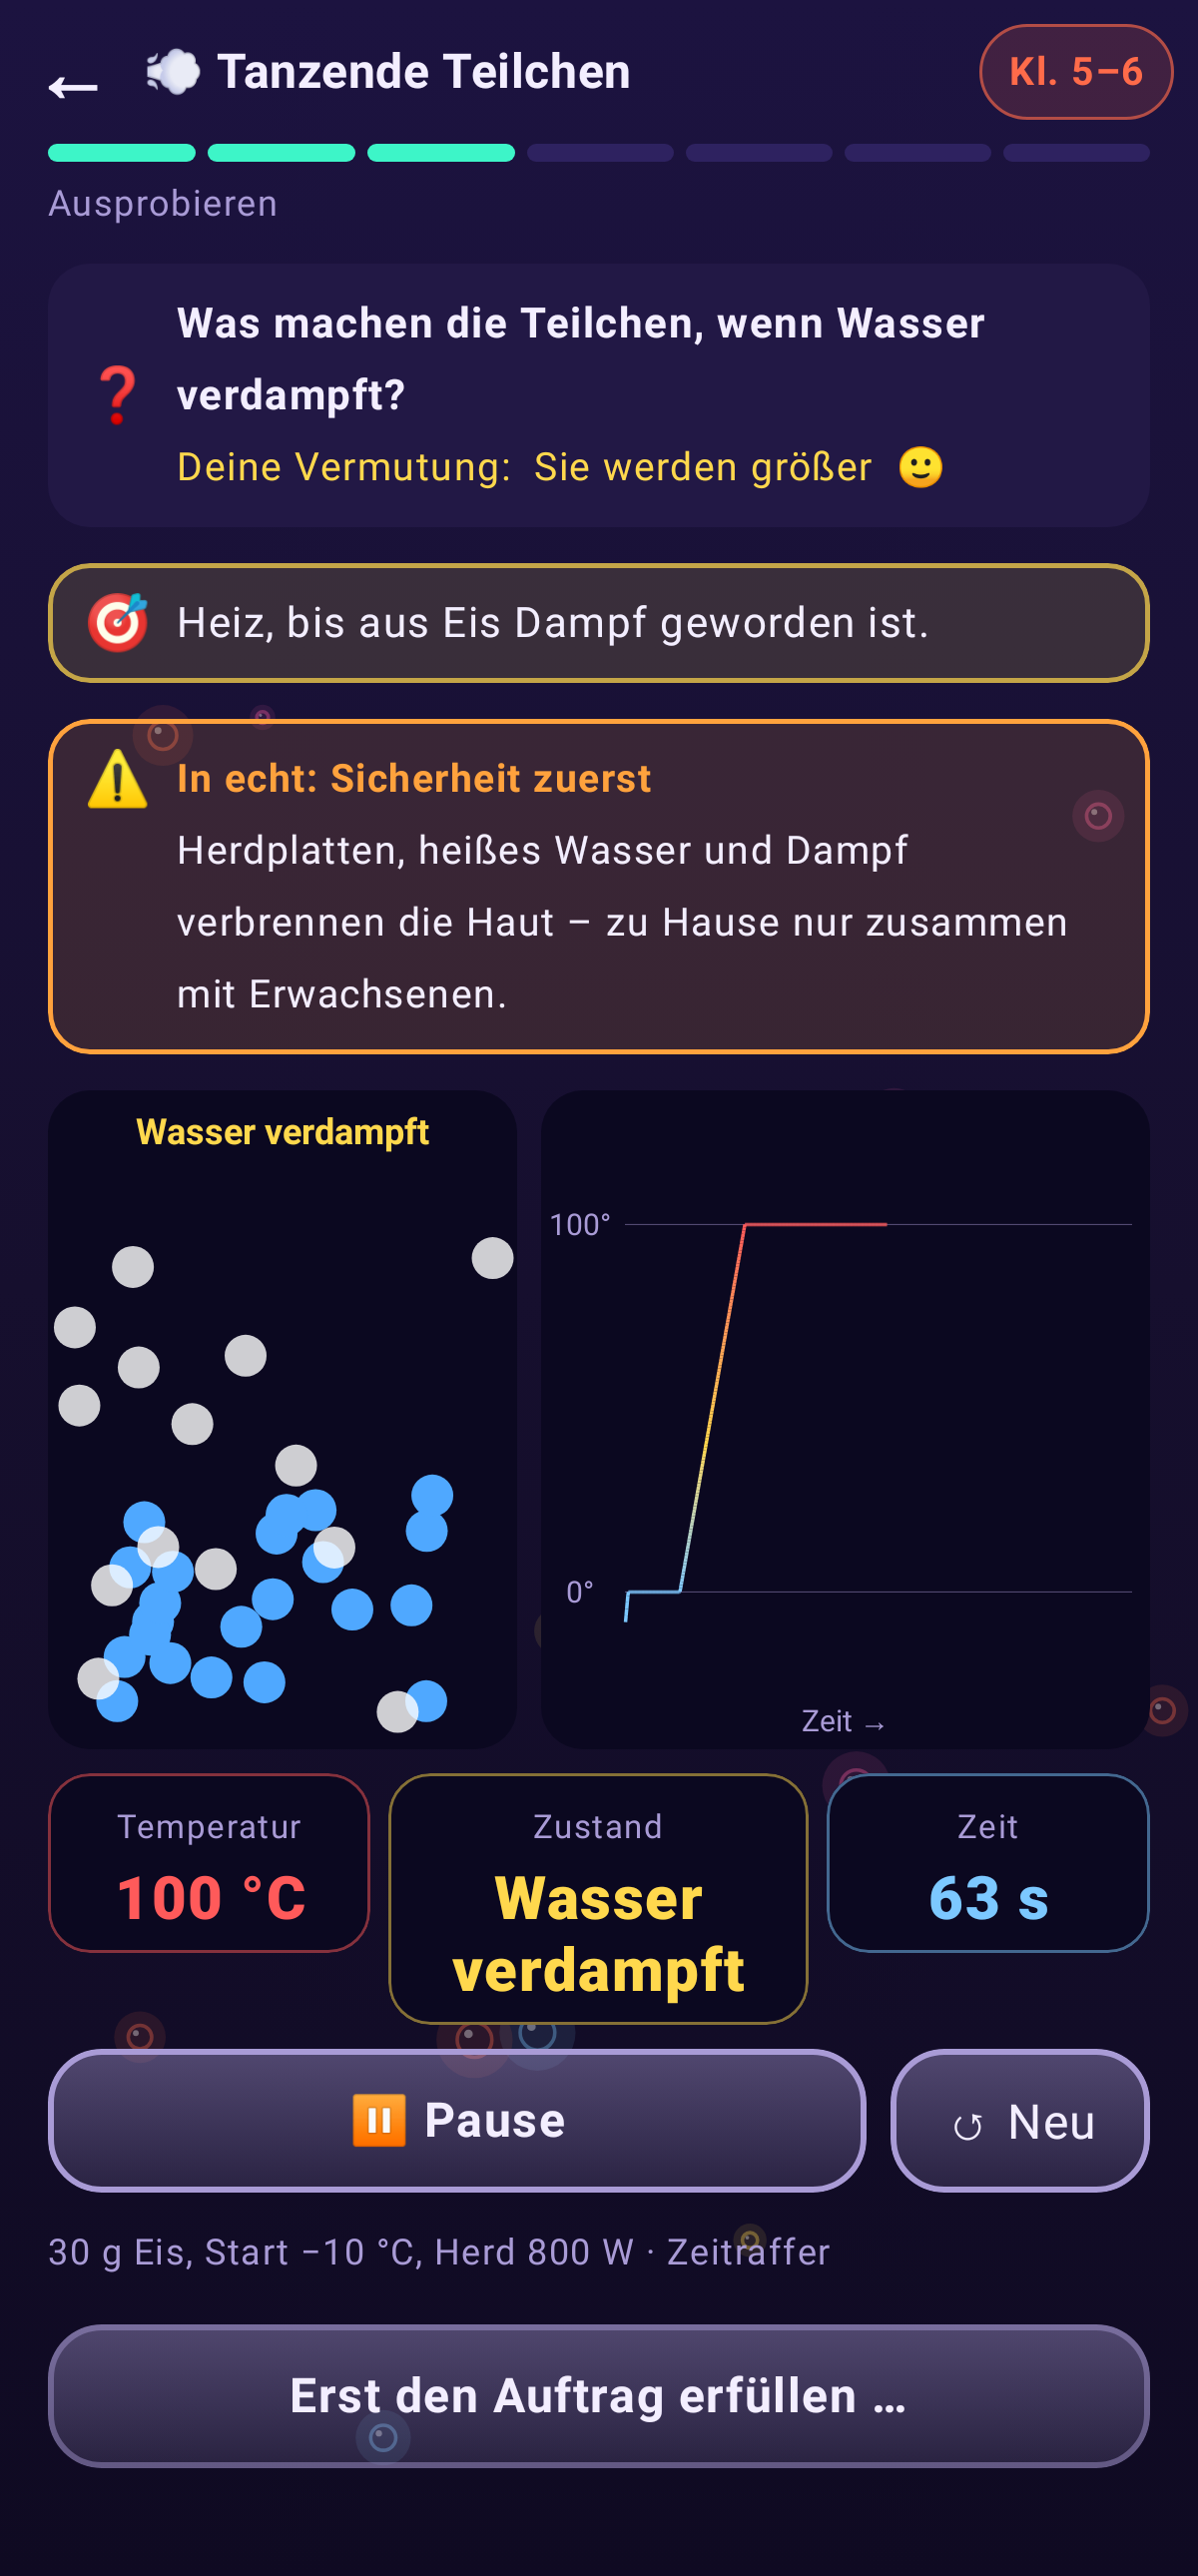 Tanzende Teilchen
Kl. 5–6
Ausprobieren
Was machen die Teilchen, wenn Wasser
verdampft?
Deine Vermutung: Sie werden größer 🙂
Heiz, bis aus Eis Dampf geworden ist.
In echt: Sicherheit zuerst
Herdplatten, heißes Wasser und Dampf
verbrennen die Haut – zu Hause nur zusammen
mit Erwachsenen.
Wasser verdampft
100°
0°
Zeit →
Temperatur
100 °C
Zustand
Wasser
verdampft
Zeit
63 s
Pause
Neu
30 g Eis, Start −10 °C, Herd 800 W · Zeitraffer
Erst den Auftrag erfüllen …